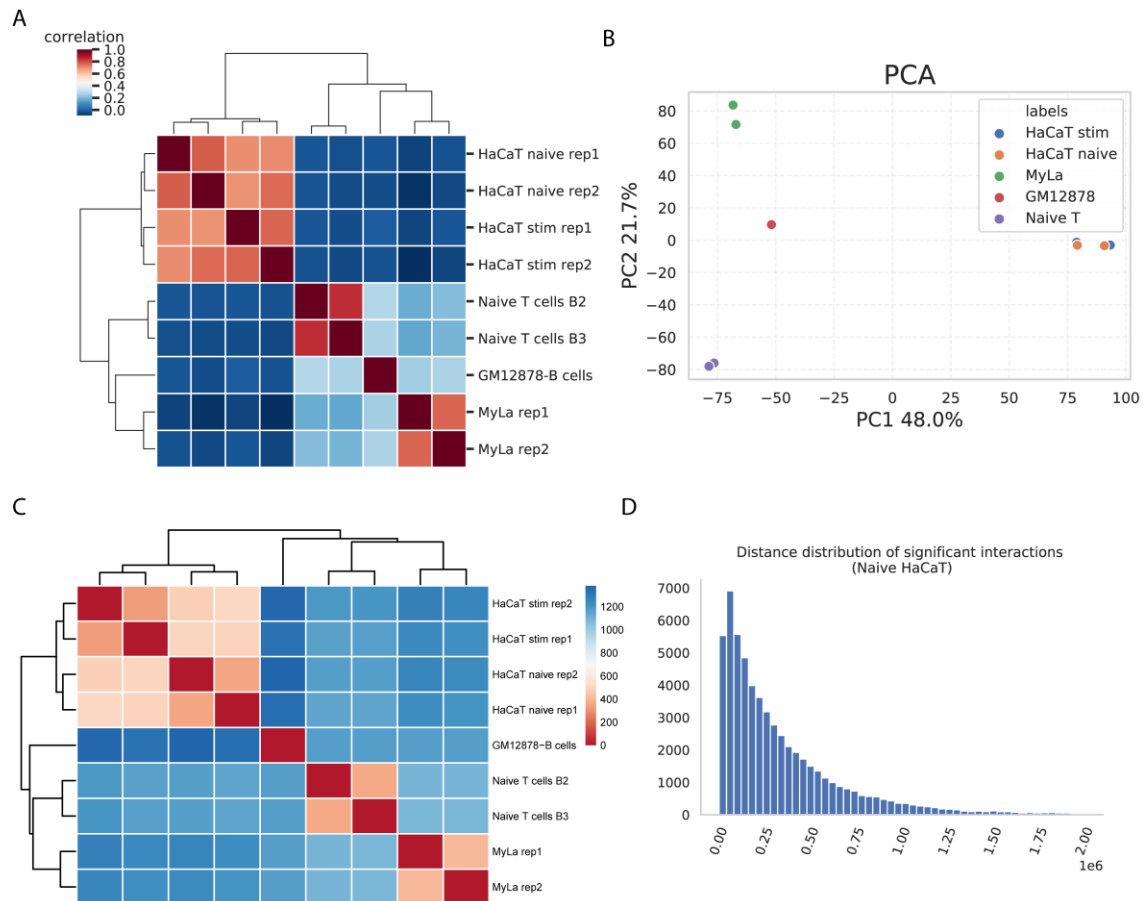 A
correlation
1.0
0.8
0.6
0.4
0.2
0.0
HaCaT naive rep1
HaCaT naive rep2
HaCaT stim rep1
HaCaT stim rep2
Naive T cells B2
Naive T cells B3
GM12878-B cells
MyLa rep1
MyLa rep2
B
PCA
labels
HaCaT stim
HaCaT naive
MyLa
GM12878
Naive T
80
60
40
20
0
−20
−40
−60
−80
PC2 21.7%
−75 −50 −25 0 25 50 75 100
PC1 48.0%
C
HaCaT stim rep2
HaCaT stim rep1
HaCaT naive rep2
HaCaT naive rep1
GM12878−B cells
Naive T cells B2
Naive T cells B3
MyLa rep1
MyLa rep2
1200
1000
800
600
400
200
0
D
Distance distribution of significant interactions
(Naive HaCaT)
7000
6000
5000
4000
3000
2000
1000
0
0.00 0.25 0.50 0.75 1.00 1.25 1.50 1.75 2.00
1e6